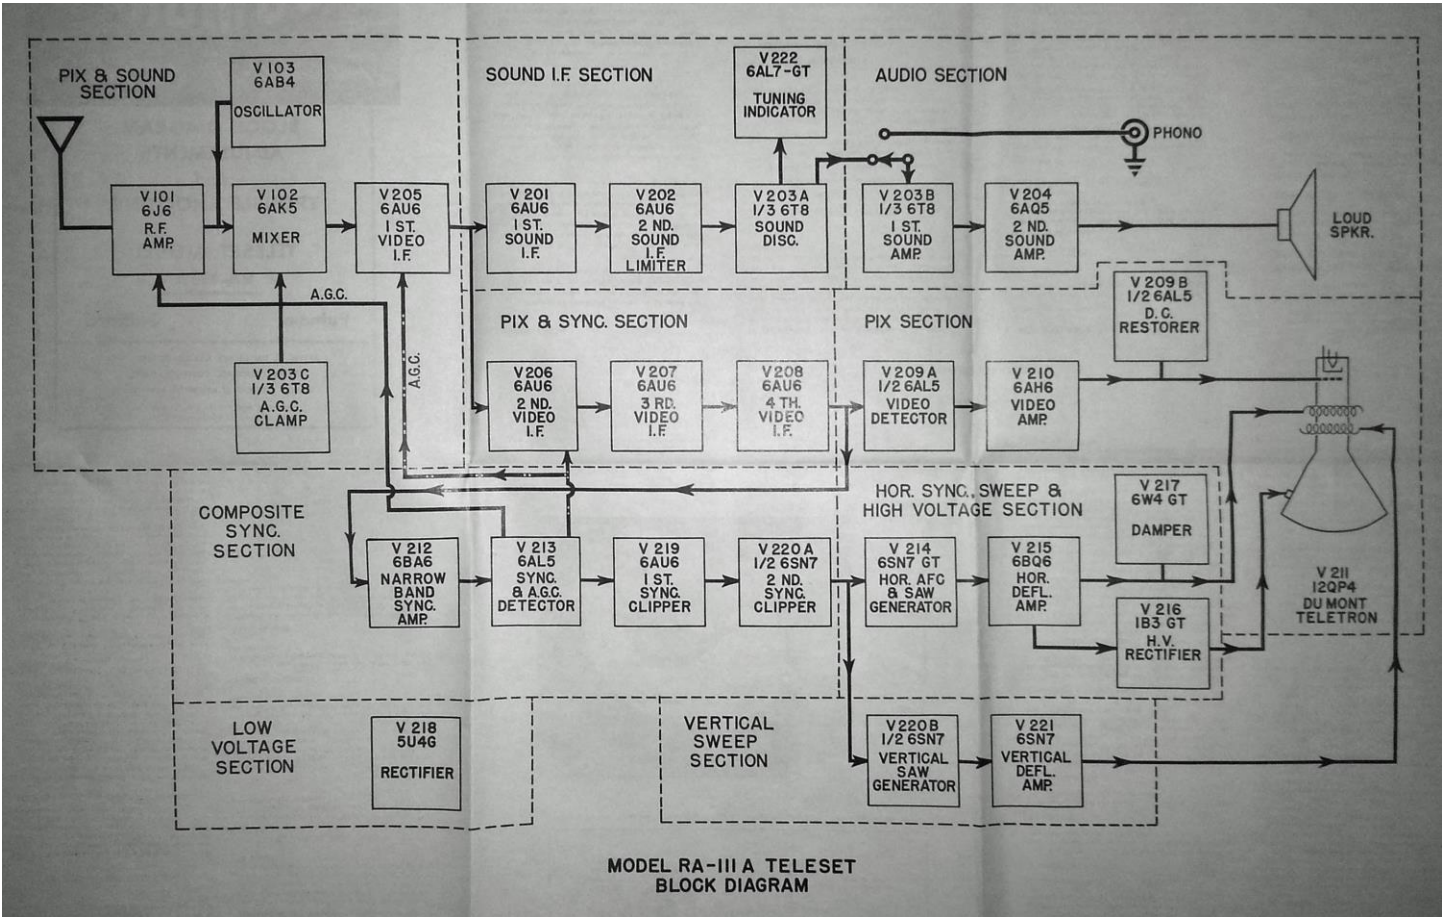 PIX & SOUND
SECTION
V 103
6AB4
OSCILLATOR
V 101
6J6
R.F.
AMP.
V 102
6AK5
MIXER
V 205
6AU6
1 ST.
VIDEO
I.F.
A.G.C.
A.G.C.
V 203 C
1/3 6T8
A.G.C.
CLAMP
SOUND I.F. SECTION
V 222
6AL7-GT
TUNING
INDICATOR
V 201
6AU6
1 ST.
SOUND
I.F.
V 202
6AU6
2 ND.
SOUND
I.F.
LIMITER
V 203 A
1/3 6T8
SOUND
DISC.
AUDIO SECTION
PHONO
V 203 B
1/3 6T8
1 ST.
SOUND
AMP.
V 204
6AQ5
2 ND.
SOUND
AMP.
LOUD
SPKR.
PIX & SYNC. SECTION
V 206
6AU6
2 ND.
VIDEO
I.F.
V 207
6AU6
3 RD.
VIDEO
I.F.
V 208
6AU6
4 TH.
VIDEO
I.F.
PIX SECTION
V 209 A
1/2 6AL5
VIDEO
DETECTOR
V 210
6AH6
VIDEO
AMP.
V 209 B
1/2 6AL5
D. C.
RESTORER
V 211
12QP4
DU MONT
TELETRON
COMPOSITE
SYNC.
SECTION
V 212
6BA6
NARROW
BAND
SYNC.
AMP.
V 213
6AL5
SYNC.
& A.G.C.
DETECTOR
V 219
6AU6
1 ST.
SYNC.
CLIPPER
V 220 A
1/2 6SN7
2 ND.
SYNC.
CLIPPER
HOR. SYNC., SWEEP &
HIGH VOLTAGE SECTION
V 214
6SN7 GT
HOR. AFC
& SAW
GENERATOR
V 215
6BQ6
HOR.
DEFL.
AMP.
V 217
6W4 GT
DAMPER
V 216
1B3 GT
H.V.
RECTIFIER
LOW
VOLTAGE
SECTION
V 218
5U4G
RECTIFIER
VERTICAL
SWEEP
SECTION
V 220 B
1/2 6SN7
VERTICAL
SAW
GENERATOR
V 221
6SN7
VERTICAL
DEFL.
AMP.
MODEL RA-111 A TELESET
BLOCK DIAGRAM